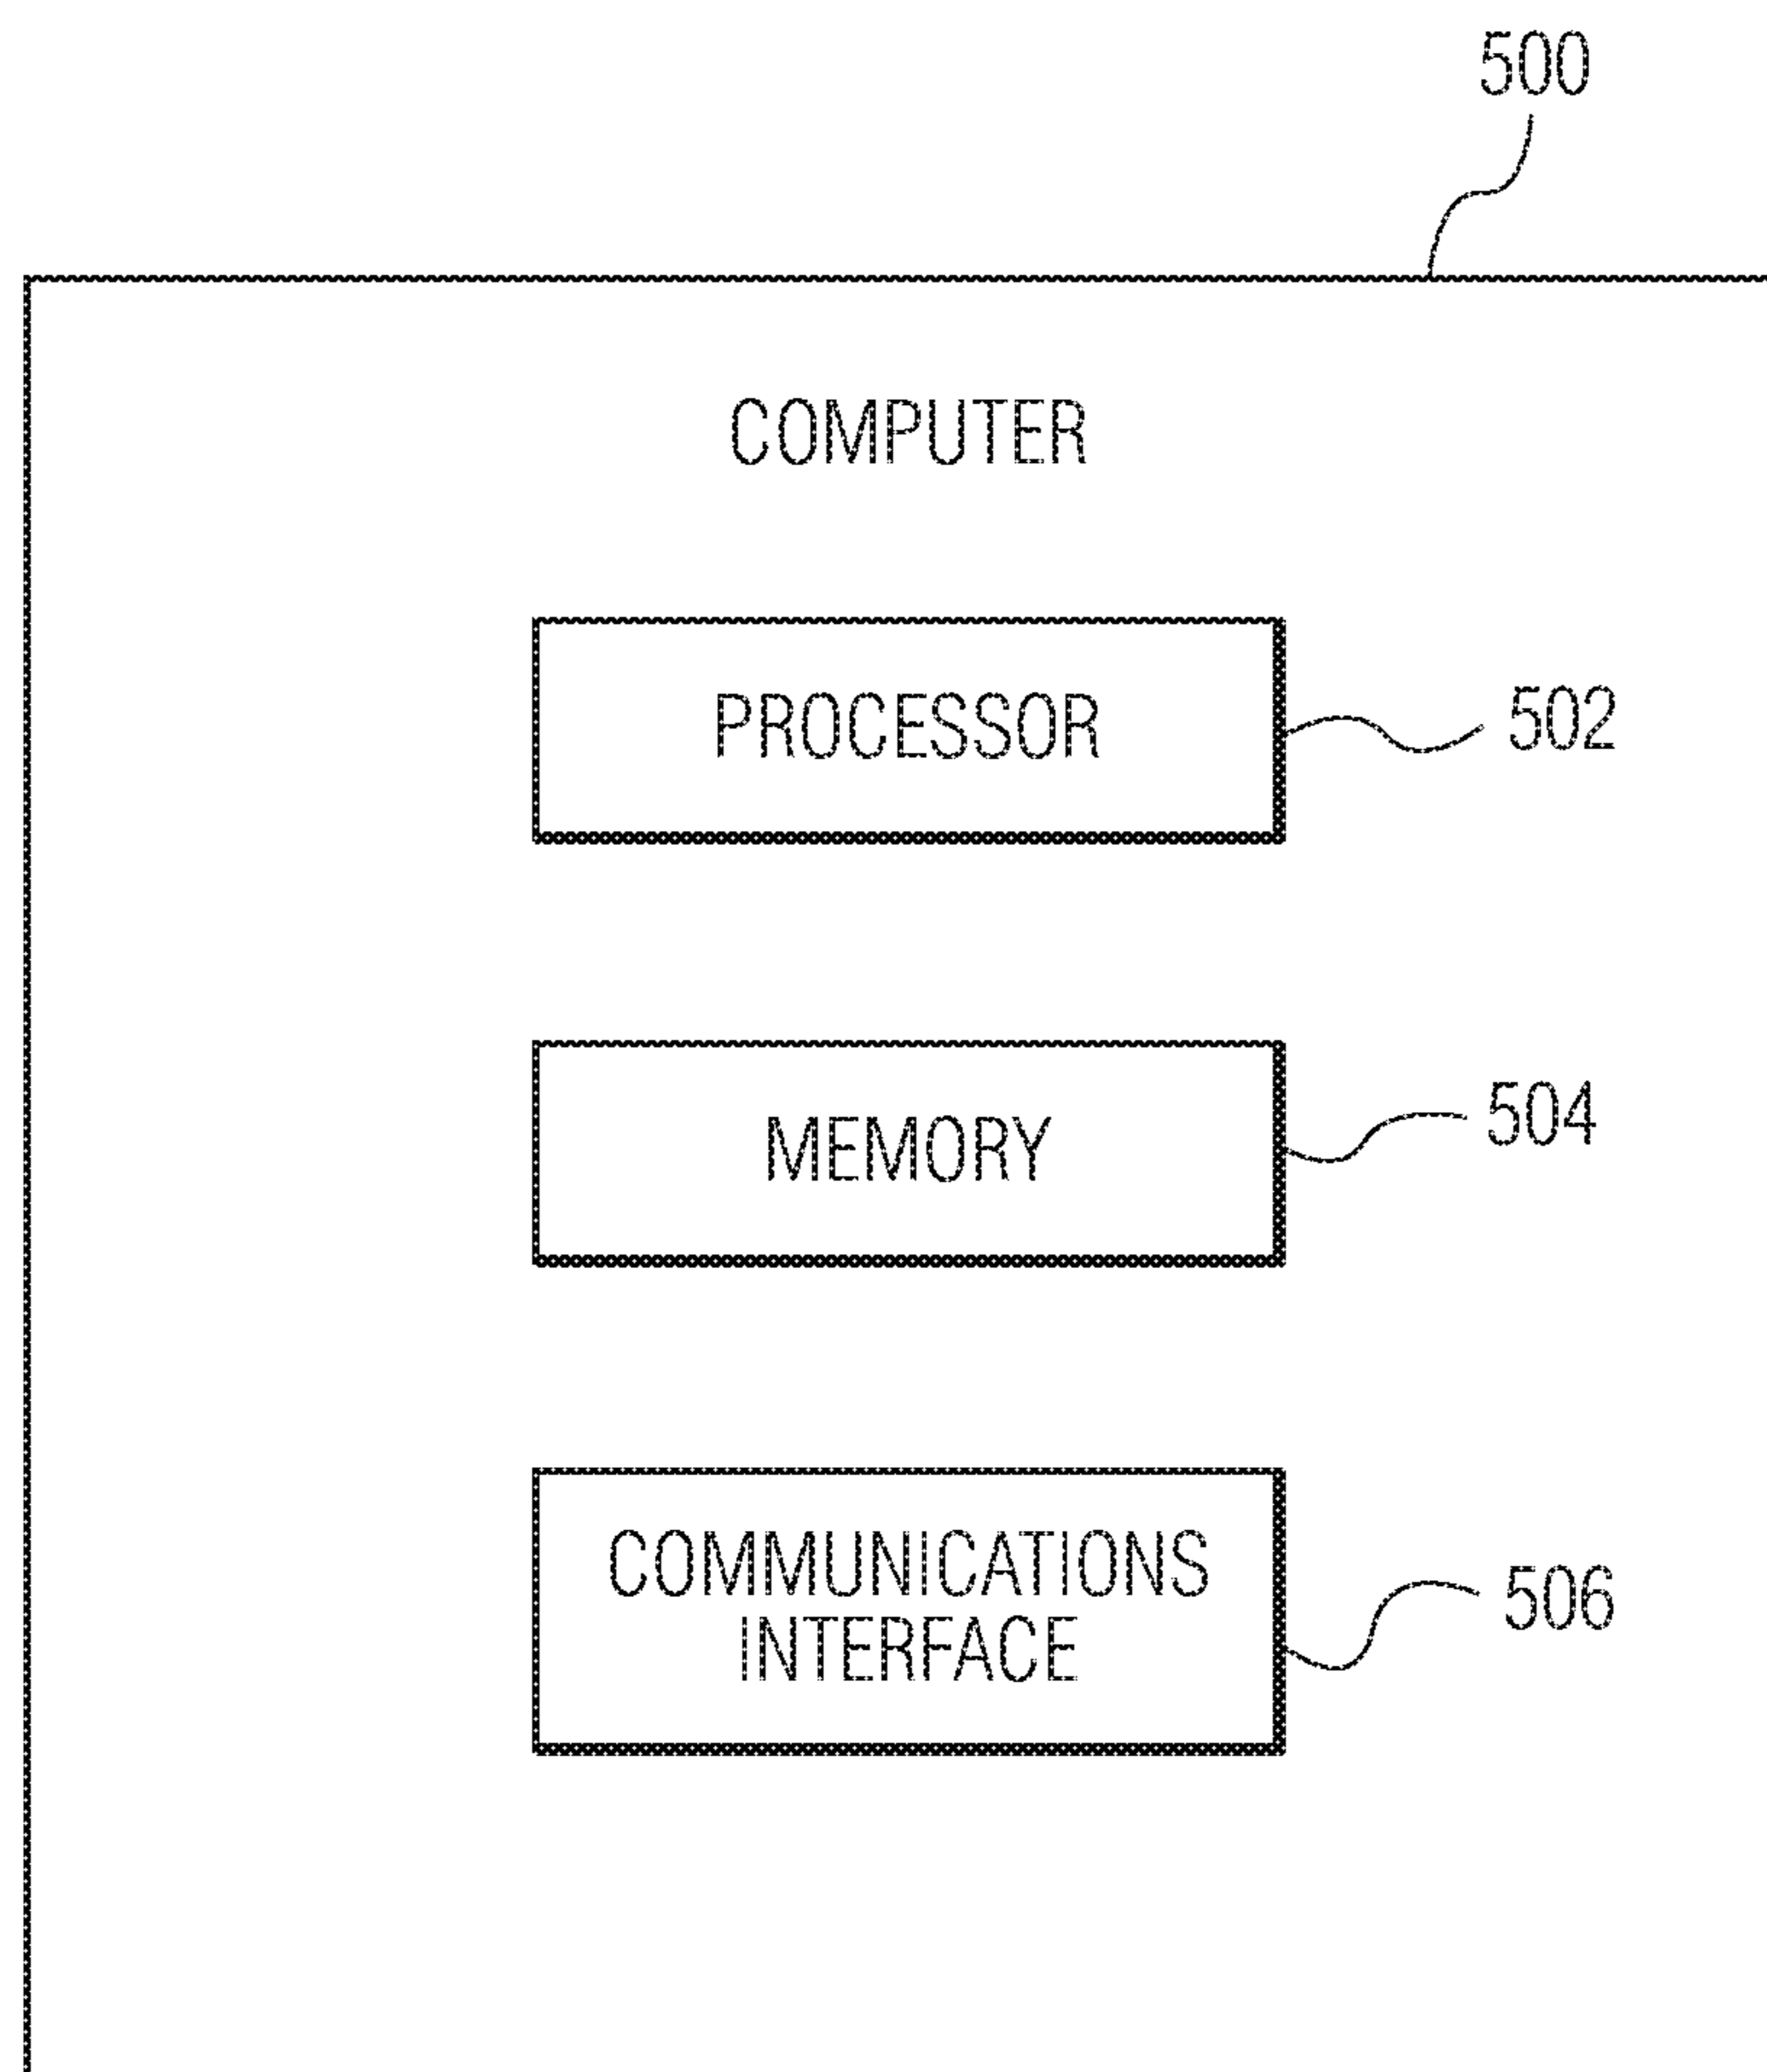 500
COMPUTER
PROCESSOR
502
MEMORY
504
COMMUNICATIONS
INTERFACE
506